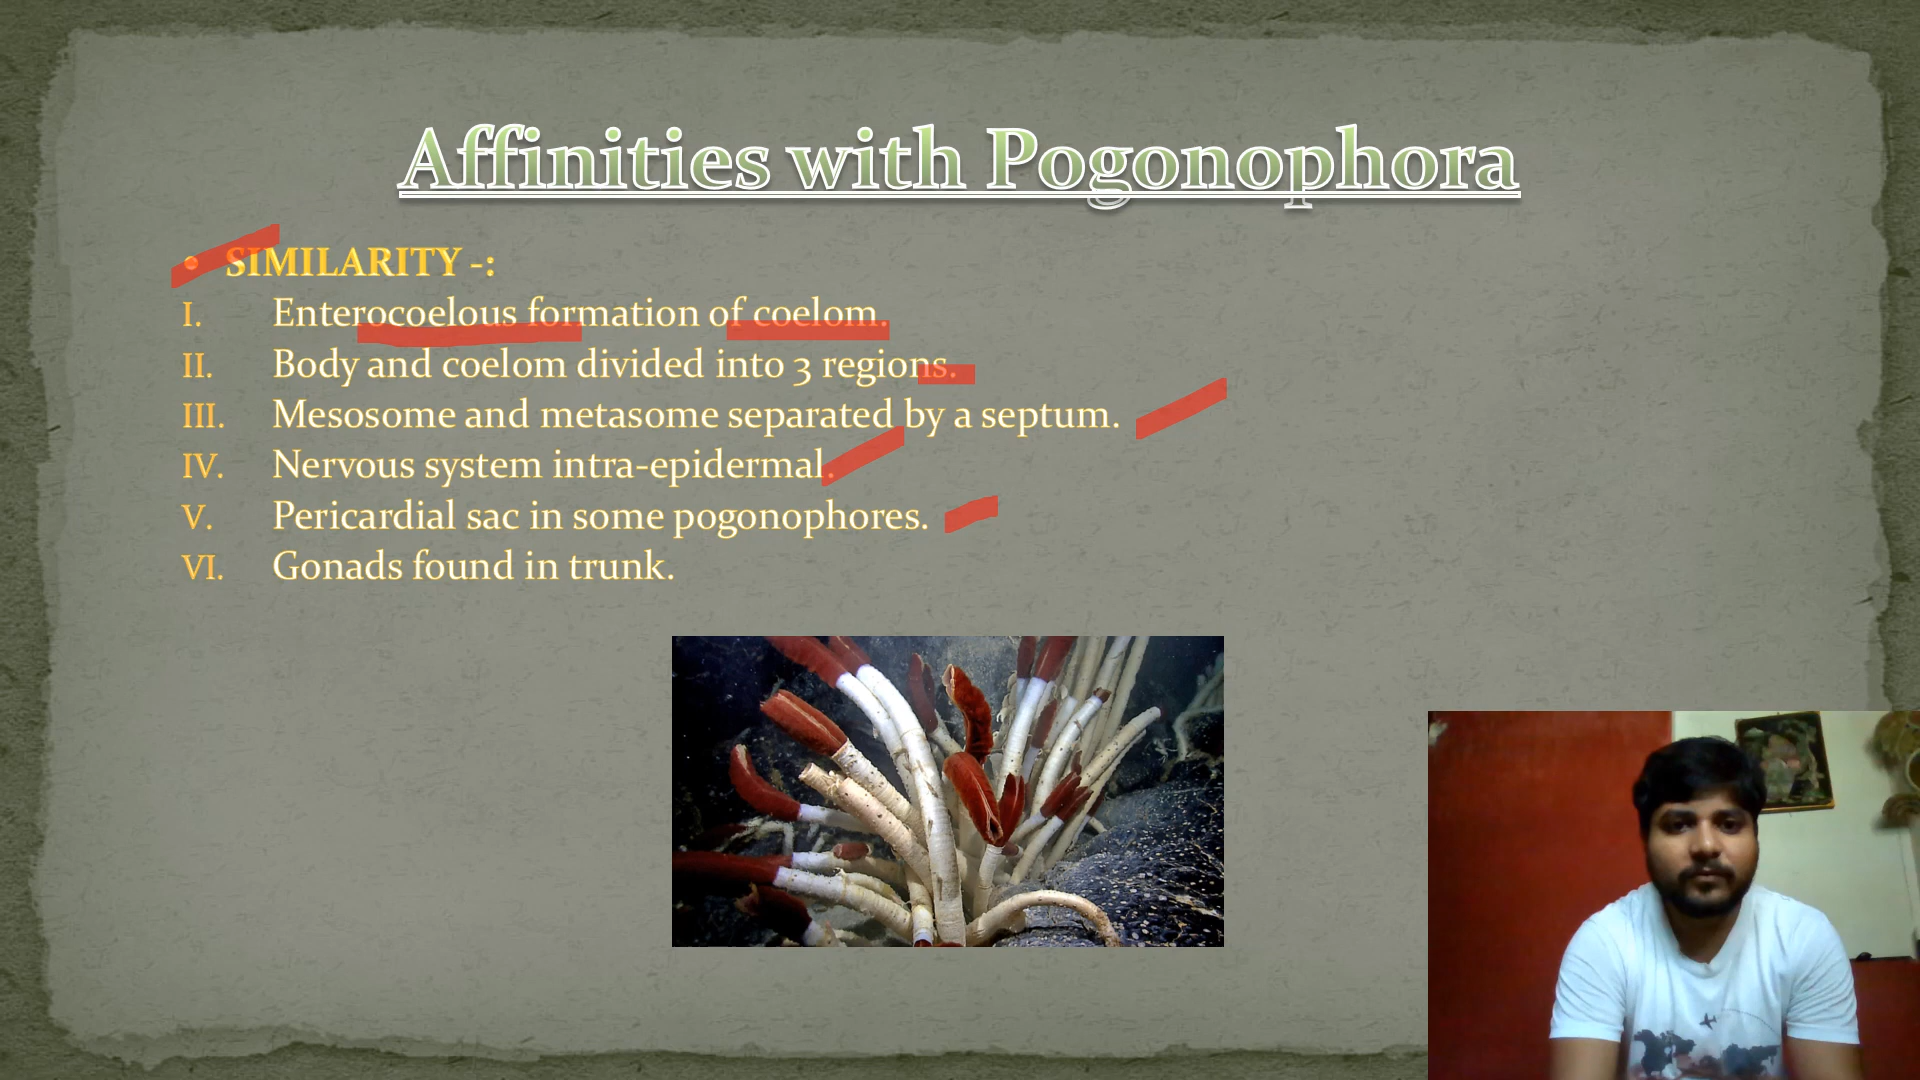 Affinities with Pogonophora
• SIMILARITY -:
I. Enterocoelous formation of coelom.
II. Body and coelom divided into 3 regions.
III. Mesosome and metasome separated by a septum.
IV. Nervous system intra-epidermal.
V. Pericardial sac in some pogonophores.
VI. Gonads found in trunk.